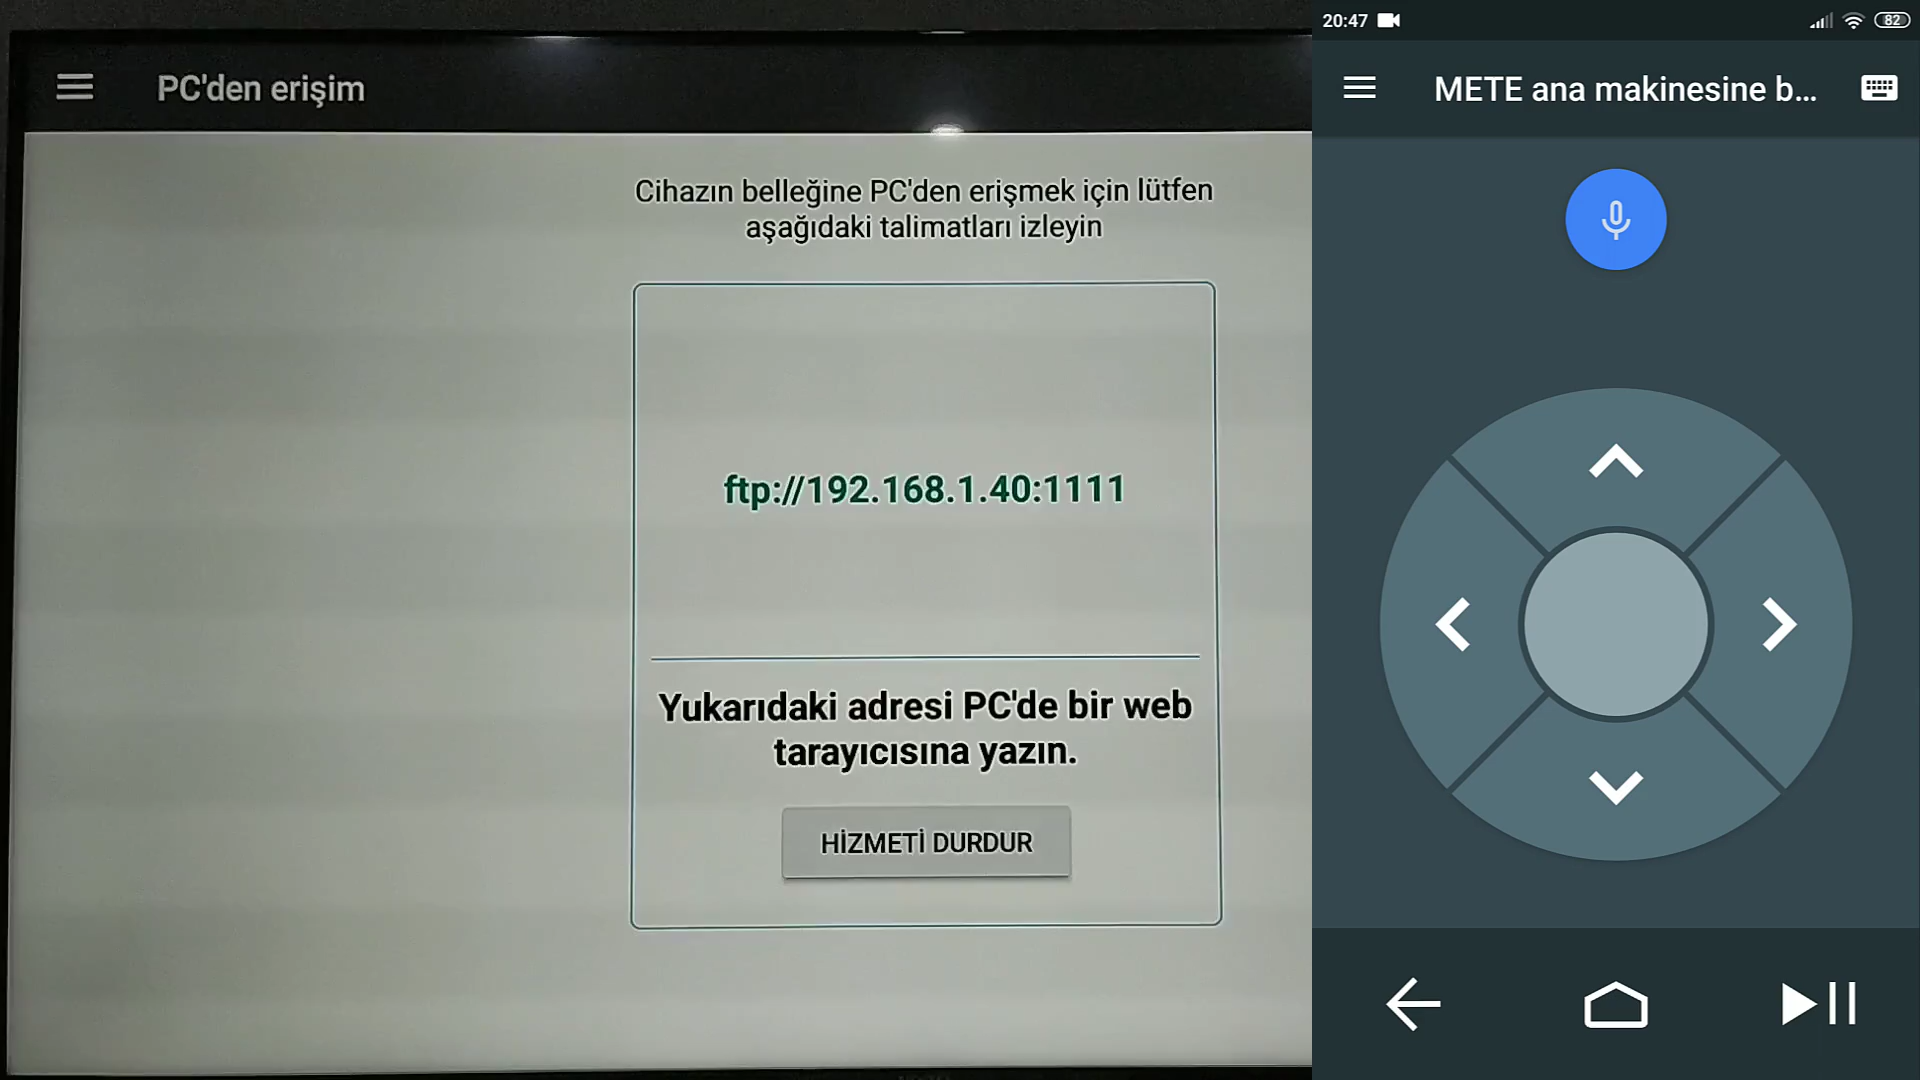 PC'den erişim
Cihazın belleğine PC'den erişmek için lütfen
aşağıdaki talimatları izleyin
ftp://192.168.1.40:1111
Yukarıdaki adresi PC'de bir web
tarayıcısına yazın.
HİZMETİ DURDUR
20:47
82
METE ana makinesine b...